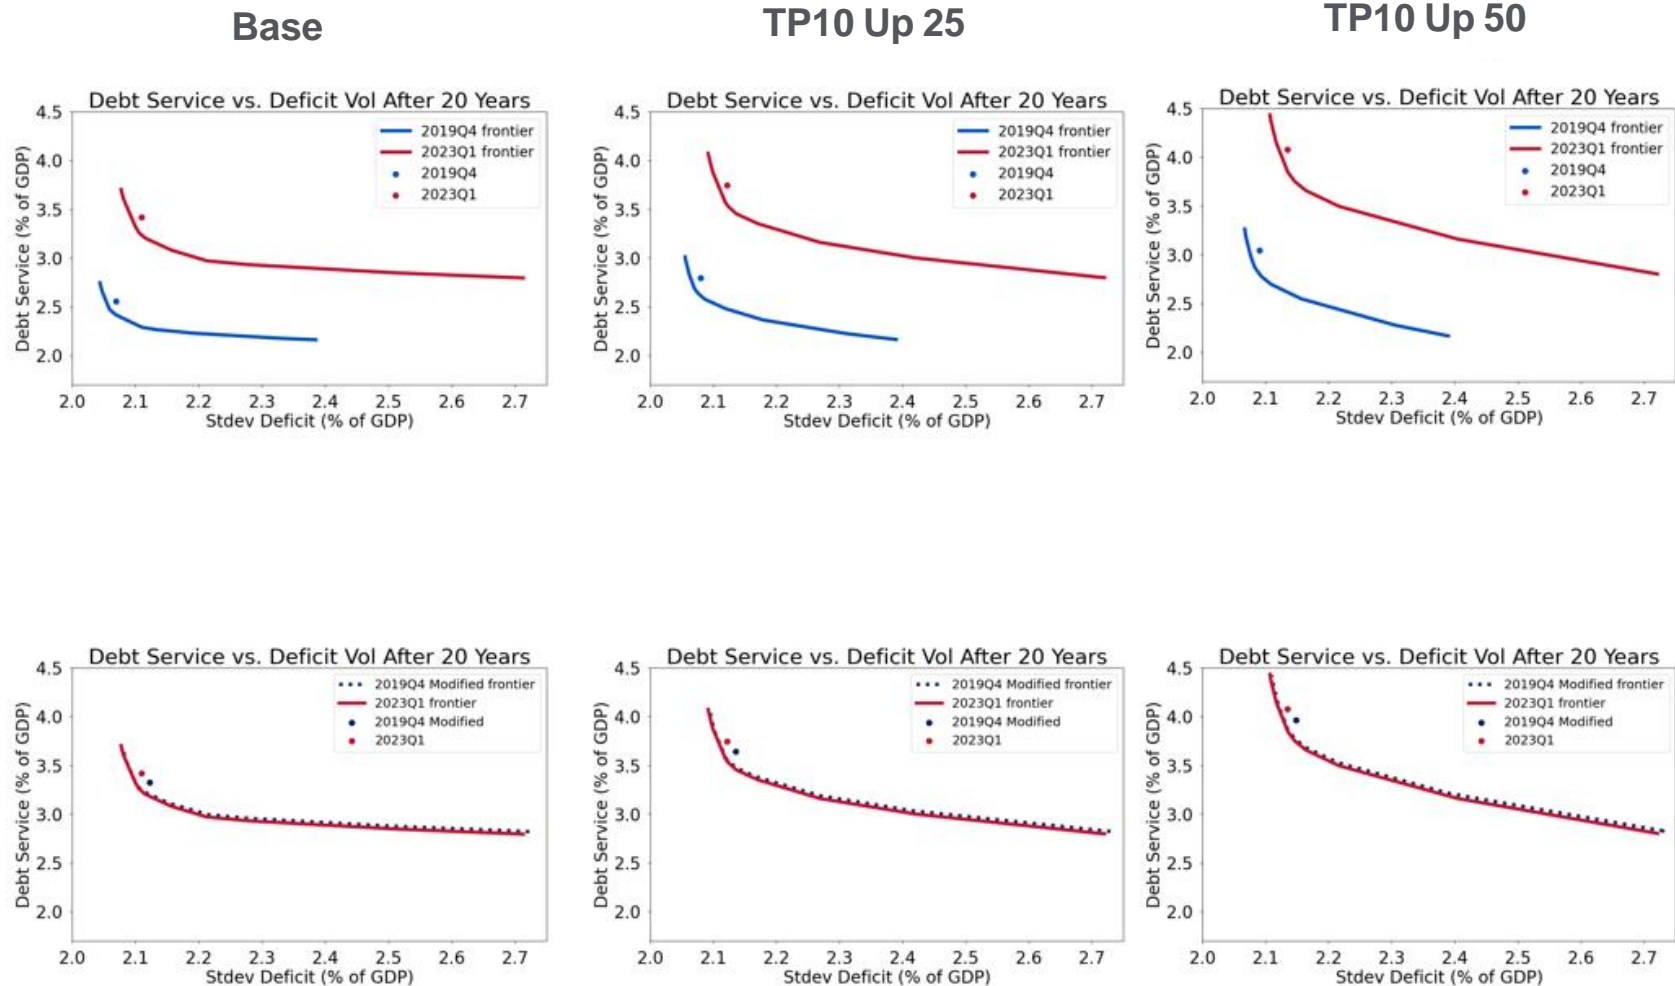 Base
TP10 Up 25
TP10 Up 50
Debt Service vs. Deficit Vol After 20 Years
Debt Service (% of GDP)
4.5
4.0
3.5
3.0
2.5
2.0
2019Q4 frontier
2023Q1 frontier
2019Q4
2023Q1
2.0 2.1 2.2 2.3 2.4 2.5 2.6 2.7
Stdev Deficit (% of GDP)
Debt Service vs. Deficit Vol After 20 Years
Debt Service (% of GDP)
4.5
4.0
3.5
3.0
2.5
2.0
2019Q4 frontier
2023Q1 frontier
2019Q4
2023Q1
2.0 2.1 2.2 2.3 2.4 2.5 2.6 2.7
Stdev Deficit (% of GDP)
Debt Service vs. Deficit Vol After 20 Years
Debt Service (% of GDP)
4.5
4.0
3.5
3.0
2.5
2.0
2019Q4 frontier
2023Q1 frontier
2019Q4
2023Q1
2.0 2.1 2.2 2.3 2.4 2.5 2.6 2.7
Stdev Deficit (% of GDP)
Debt Service vs. Deficit Vol After 20 Years
Debt Service (% of GDP)
4.5
4.0
3.5
3.0
2.5
2.0
2019Q4 Modified frontier
2023Q1 frontier
2019Q4 Modified
2023Q1
2.0 2.1 2.2 2.3 2.4 2.5 2.6 2.7
Stdev Deficit (% of GDP)
Debt Service vs. Deficit Vol After 20 Years
Debt Service (% of GDP)
4.5
4.0
3.5
3.0
2.5
2.0
2019Q4 Modified frontier
2023Q1 frontier
2019Q4 Modified
2023Q1
2.0 2.1 2.2 2.3 2.4 2.5 2.6 2.7
Stdev Deficit (% of GDP)
Debt Service vs. Deficit Vol After 20 Years
Debt Service (% of GDP)
4.5
4.0
3.5
3.0
2.5
2.0
2019Q4 Modified frontier
2023Q1 frontier
2019Q4 Modified
2023Q1
2.0 2.1 2.2 2.3 2.4 2.5 2.6 2.7
Stdev Deficit (% of GDP)